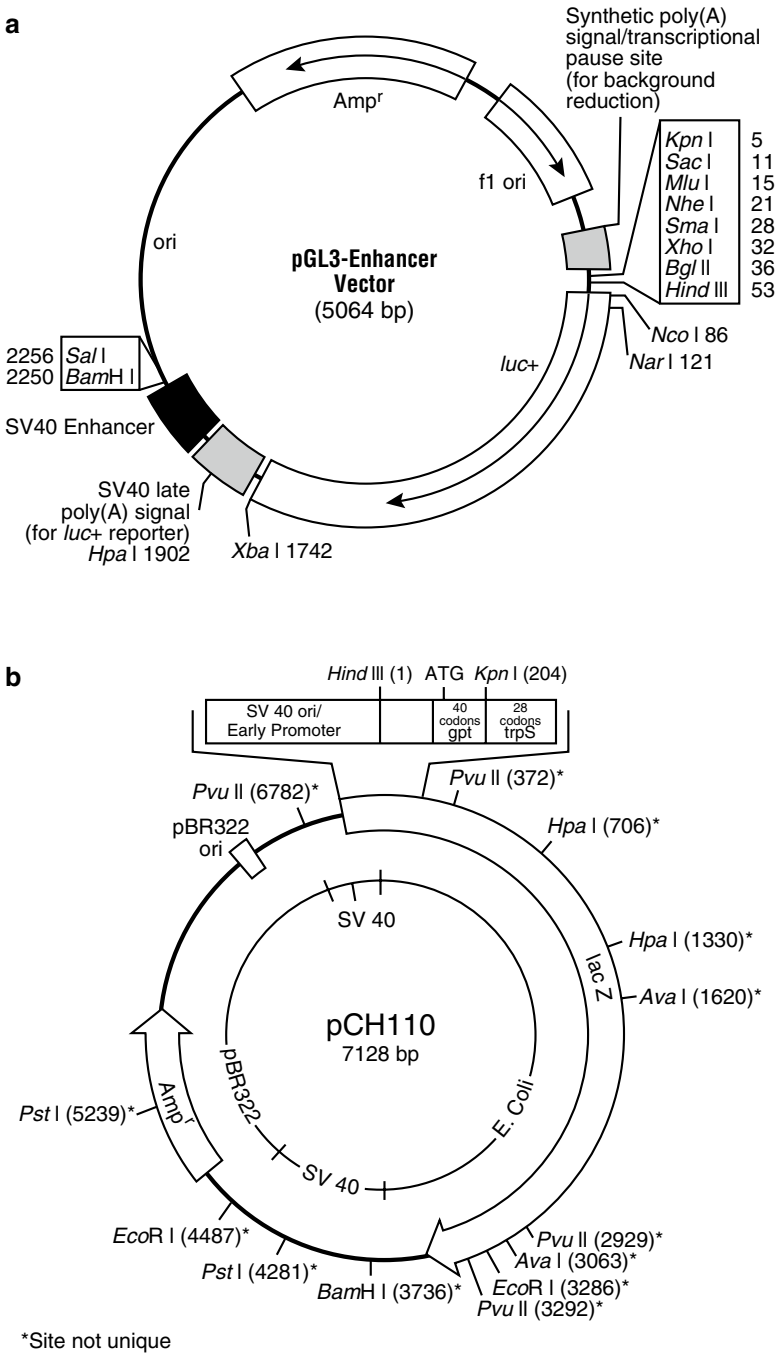 a
Synthetic poly(A)
signal/transcriptional
pause site
(for background
reduction)
Ampʳ
f1 ori
Kpn I 5
Sac I 11
Mlu I 15
Nhe I 21
Sma I 28
Xho I 32
Bgl II 36
Hind III 53
ori
pGL3-Enhancer
Vector
(5064 bp)
Nco I 86
Nar I 121
luc+
2256 Sal I
2250 BamH I
SV40 Enhancer
SV40 late
poly(A) signal
(for luc+ reporter)
Hpa I 1902
Xba I 1742
b
Hind III (1) ATG Kpn I (204)
SV 40 ori/
Early Promoter
40
codons
gpt
28
codons
trpS
Pvu II (6782)*
Pvu II (372)*
pBR322
ori
Hpa I (706)*
SV 40
Hpa I (1330)*
lac Z
Ava I (1620)*
pCH110
7128 bp
pBR322
E. Coli
Ampʳ
Pst I (5239)*
SV 40
EcoR I (4487)*
Pst I (4281)*
BamH I (3736)*
Pvu II (2929)*
Ava I (3063)*
EcoR I (3286)*
Pvu II (3292)*
*Site not unique